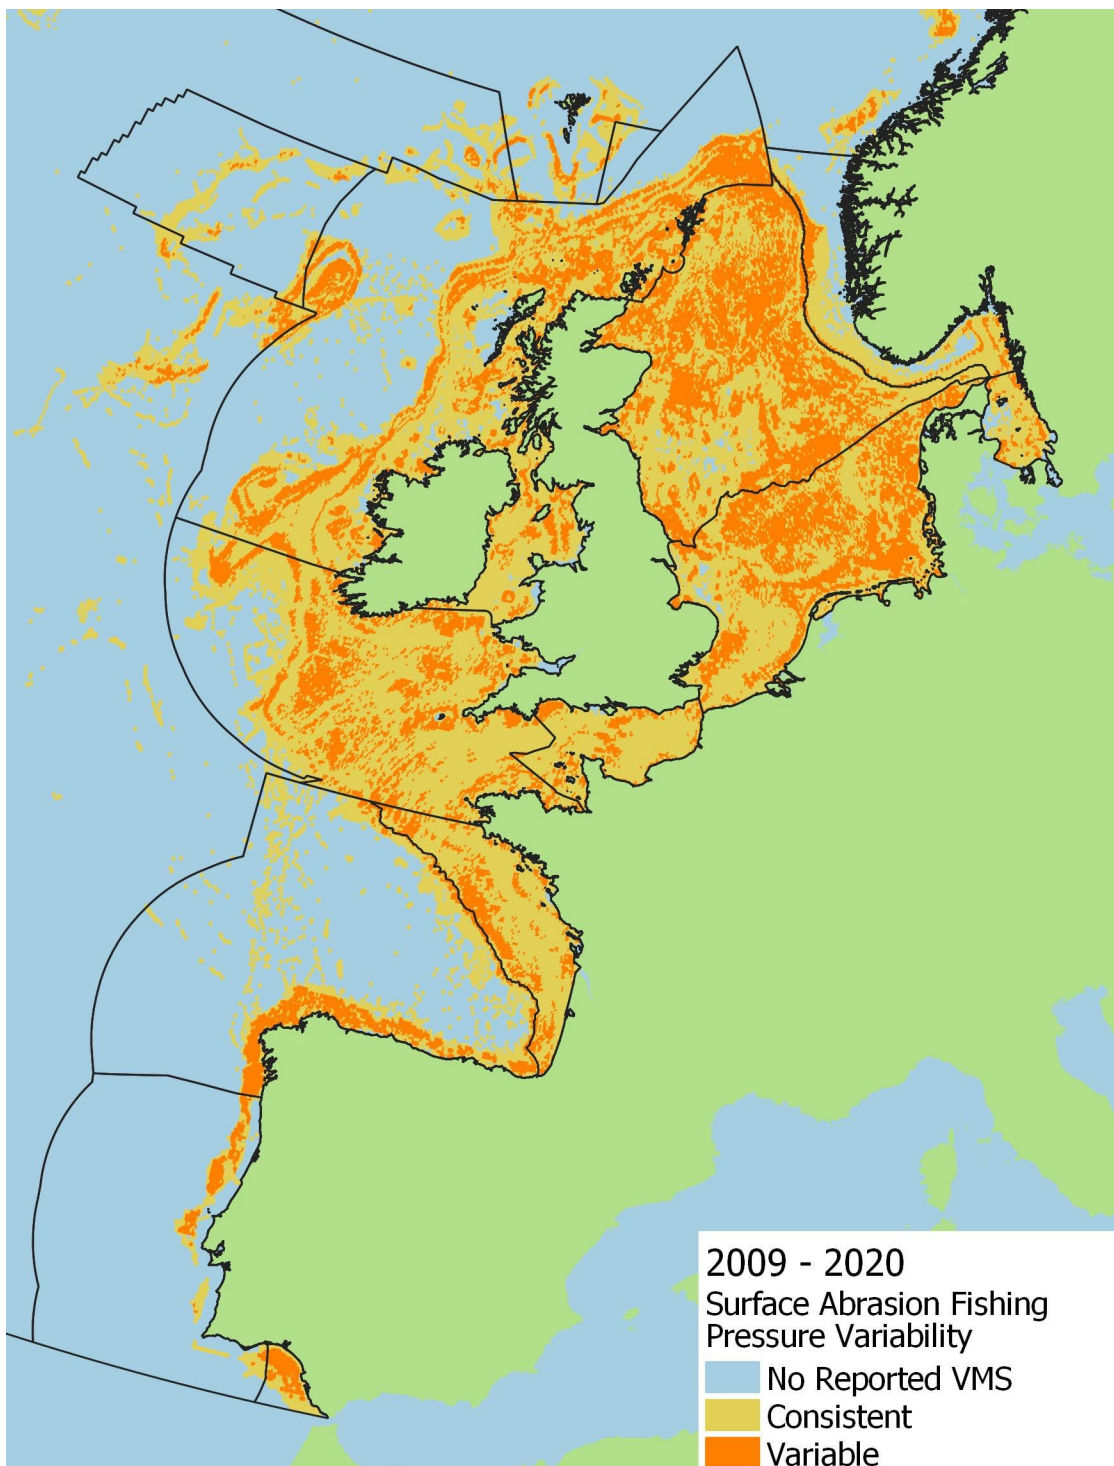 2009 - 2020
Surface Abrasion Fishing
Pressure Variability
No Reported VMS
Consistent
Variable